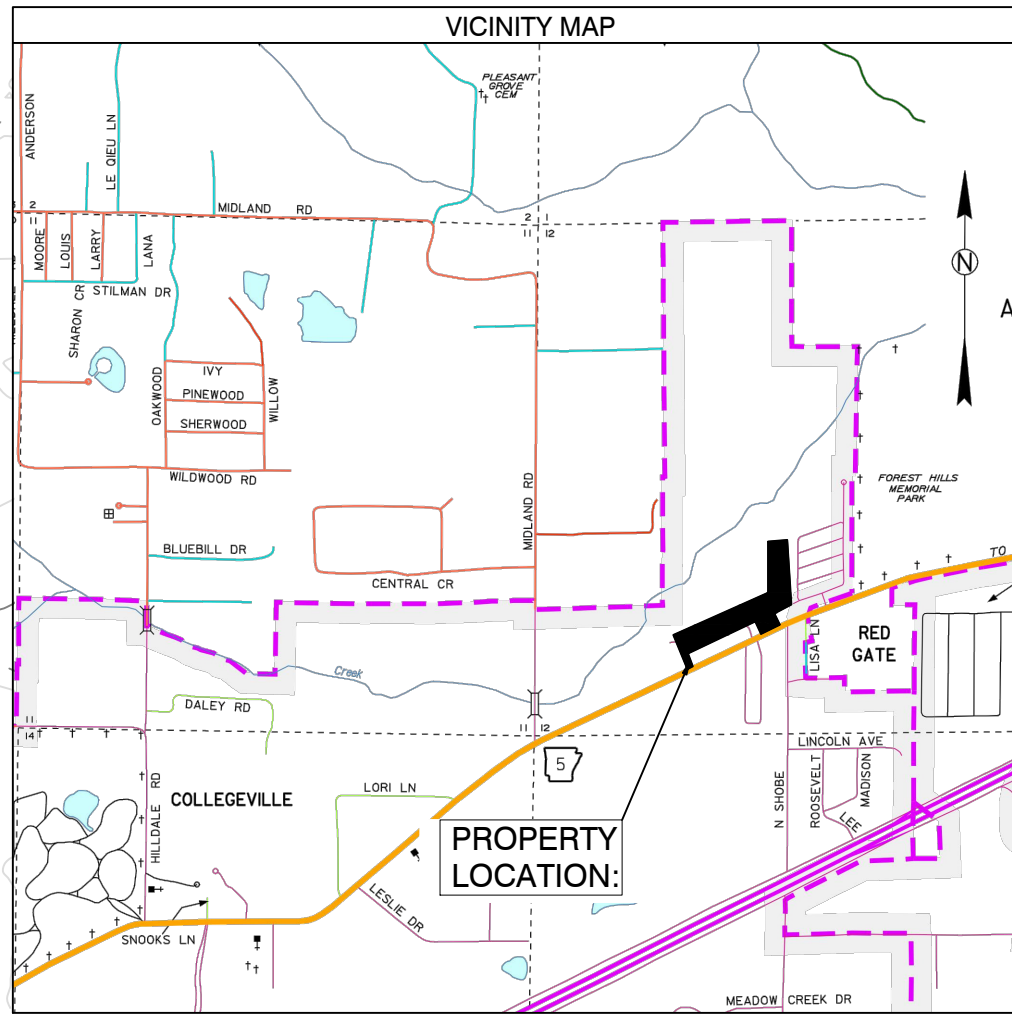 VICINITY MAP
PLEASANT
GROVE
CEM
ANDERSON
LE QIEU LN
MIDLAND RD
2
11
2 1
11 12
MOORE
LOUIS
LARRY
LANA
STILMAN DR
SHARON CR
N
A
IVY
OAKWOOD
PINEWOOD
WILLOW
SHERWOOD
WILDWOOD RD
MIDLAND RD
FOREST HILLS
MEMORIAL
PARK
BLUEBILL DR
CENTRAL CR
TO
LISA LN
RED
GATE
Creek
DALEY RD
11
14
11 12
5
LINCOLN AVE
N SHOBE
ROOSEVELT
MADISON
LEE
HILLDALE RD
COLLEGEVILLE
LORI LN
PROPERTY
LOCATION:
LESLIE DR
SNOOKS LN
MEADOW CREEK DR